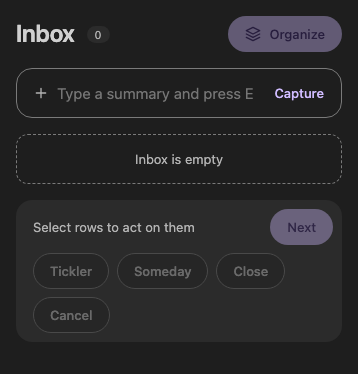 Inbox 0 Organize
+ Type a summary and press E Capture
Inbox is empty
Select rows to act on them Next
Tickler Someday Close
Cancel